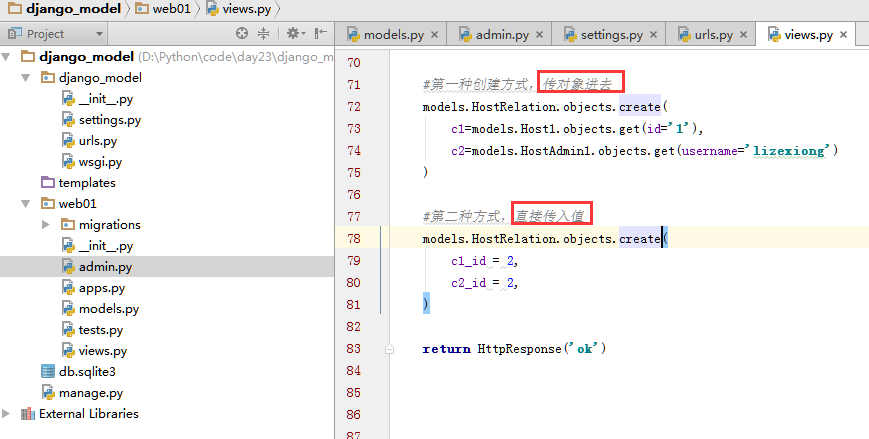 django_model web01 views.py
Project
django_model (D:\Python\code\day23\django_m
django_model
__init__.py
settings.py
urls.py
wsgi.py
templates
web01
migrations
__init__.py
admin.py
apps.py
models.py
tests.py
views.py
db.sqlite3
manage.py
External Libraries
models.py admin.py settings.py urls.py views.py
70
71 #第一种创建方式，传对象进去
72 models.HostRelation.objects.create(
73 c1=models.Host1.objects.get(id='1'),
74 c2=models.HostAdmin1.objects.get(username='lizexiong')
75 )
76
77 #第二种方式，直接传入值
78 models.HostRelation.objects.create(
79 c1_id = 2,
80 c2_id = 2,
81 )
82
83 return HttpResponse('ok')
84
85
86
87